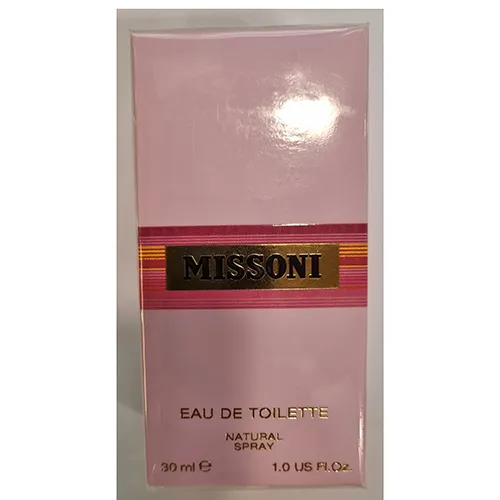 MISSONI
EAU DE TOILETTE
NATURAL
SPRAY
30 ml ℮ 1.0 US Fl.Oz.